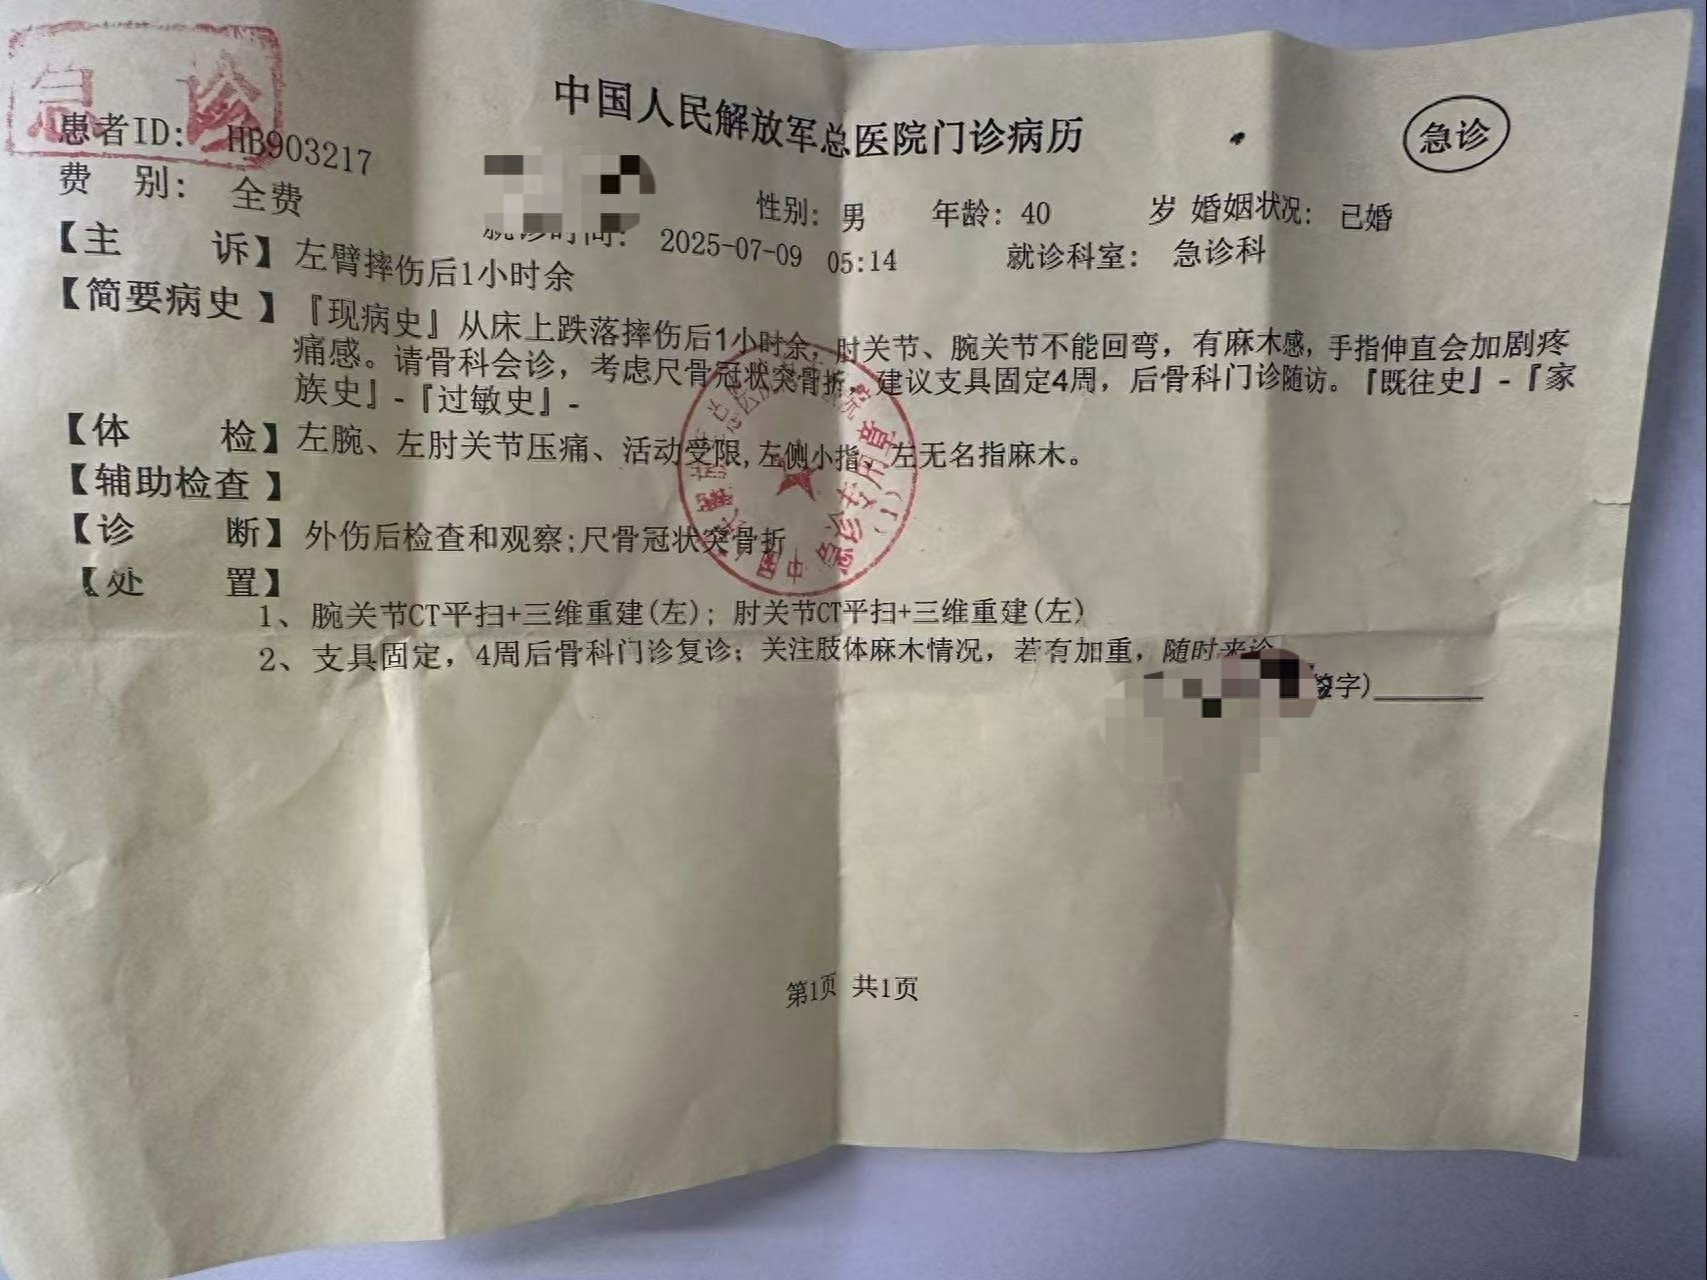 急诊
中国人民解放军总医院门诊病历
急诊
患者ID: HB903217
费 别: 全费
性别: 男 年龄: 40 岁 婚姻状况: 已婚
就诊时间: 2025-07-09 05:14 就诊科室: 急诊科
【主 诉】 左臂摔伤后1小时余
【简要病史】『现病史』从床上跌落摔伤后1小时余, 肘关节、腕关节不能回弯, 有麻木感, 手指伸直会加剧疼
痛感。请骨科会诊, 考虑尺骨冠状突骨折, 建议支具固定4周, 后骨科门诊随访。『既往史』-『家
族史』-『过敏史』-
【体 检】 左腕、左肘关节压痛、活动受限, 左侧小指、左无名指麻木。
【辅助检查】
【诊 断】 外伤后检查和观察;尺骨冠状突骨折
【处 置】
1、腕关节CT平扫+三维重建(左); 肘关节CT平扫+三维重建(左)
2、支具固定, 4周后骨科门诊复诊; 关注肢体麻木情况, 若有加重, 随时来诊
签字)
急诊专用章
(1)
第1页 共1页